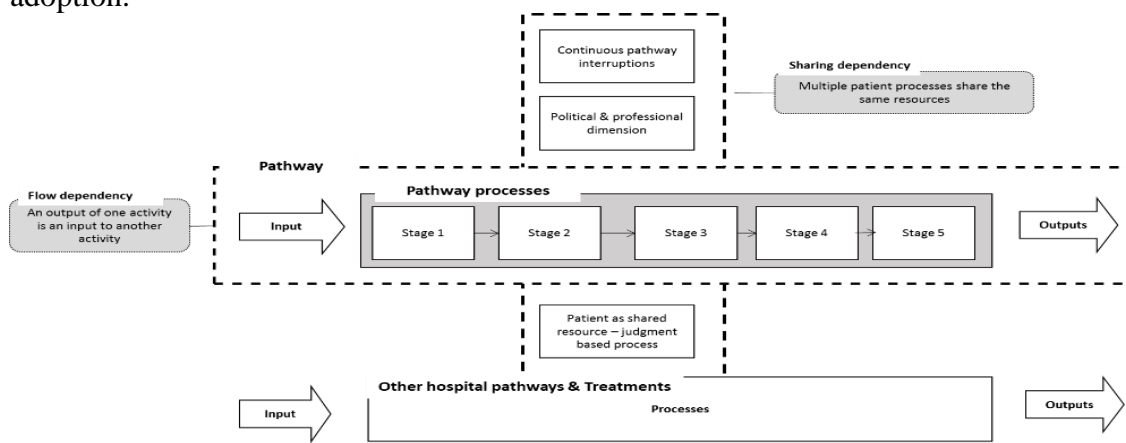 adoption.
Continuous pathway
interruptions
Sharing dependency
Multiple patient processes share the
same resources
Political & professional
dimension
Pathway
Flow dependency
An output of one activity
is an input to another
activity
Pathway processes
Input
Stage 1
Stage 2
Stage 3
Stage 4
Stage 5
Outputs
Patient as shared
resource – judgment
based process
Other hospital pathways & Treatments
Input
Processes
Outputs